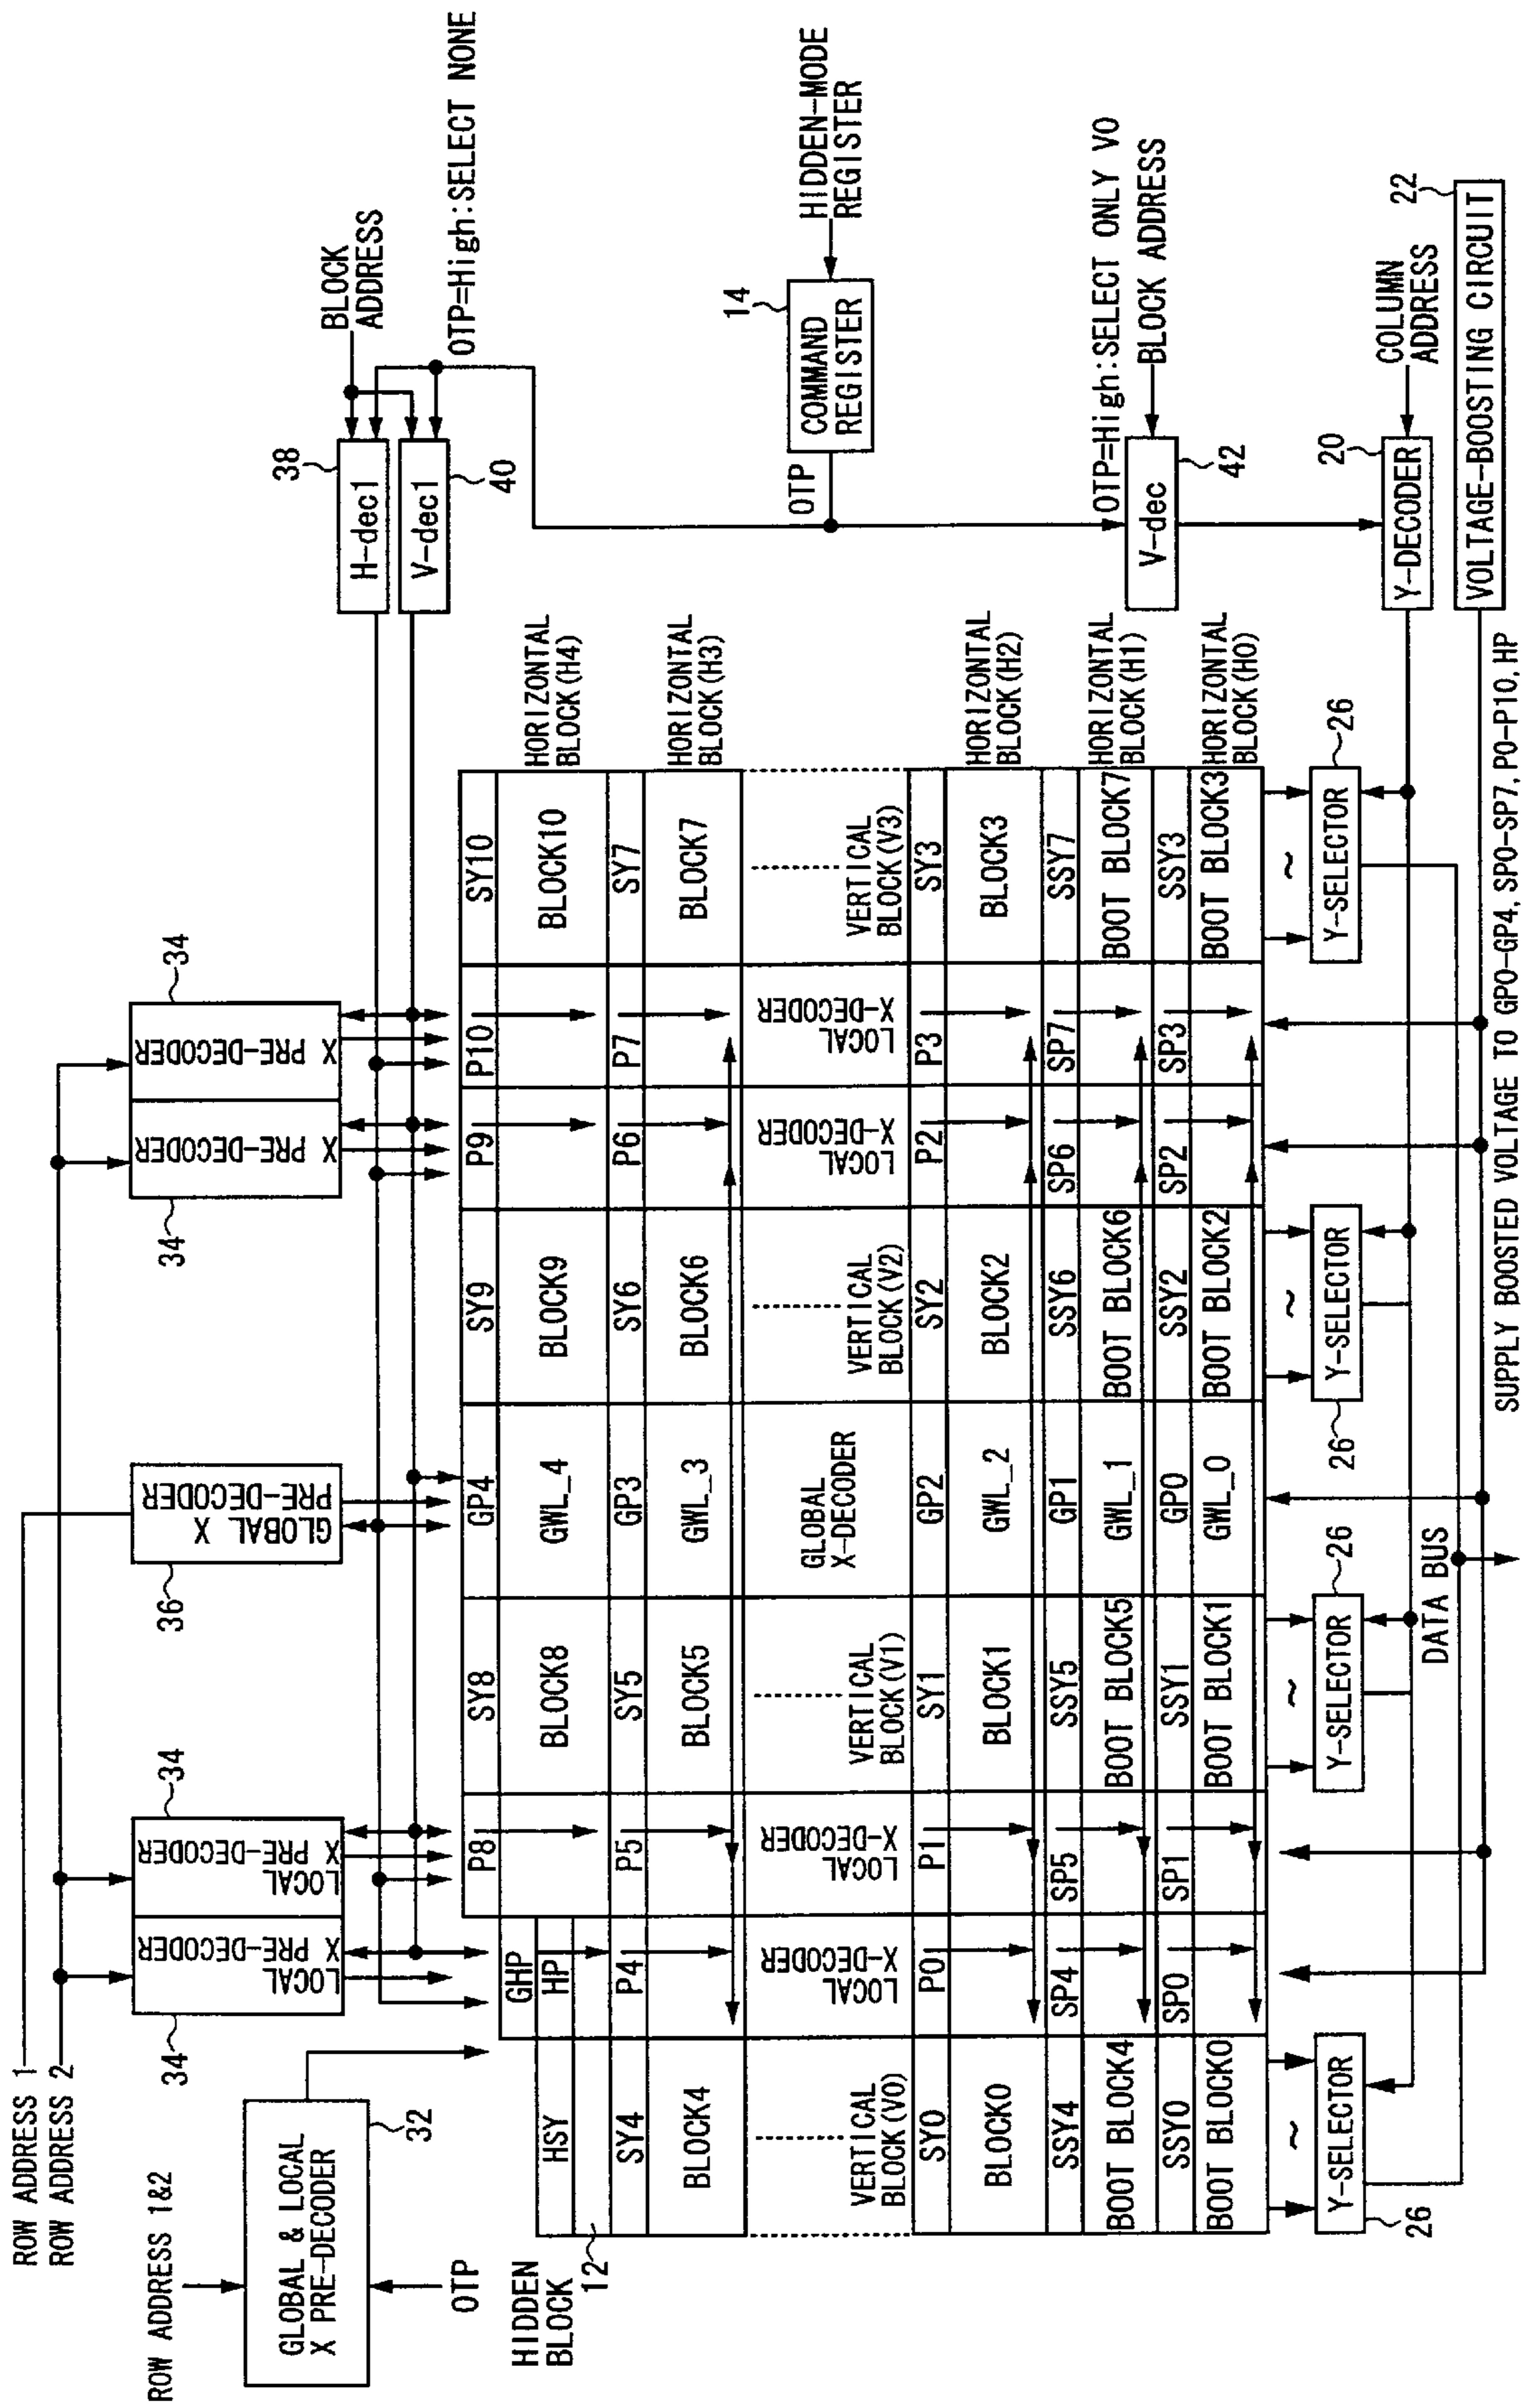 ROW ADDRESS 1
ROW ADDRESS 2
ROW ADDRESS 1&2
GLOBAL & LOCAL
X PRE-DECODER
32
OTP
34
LOCAL
X PRE-DECODER
LOCAL
X PRE-DECODER
34
36
GLOBAL X
PRE-DECODER
34
X PRE-DECODER
X PRE-DECODER
34
BLOCK
ADDRESS
38
H-dec1
V-dec1
40
OTP=High:SELECT NONE
HIDDEN
BLOCK
12
GHP
HSY
HP
P8
SY8
GP4
SY9
P9
P10
SY10
BLOCK8
GWL_4
BLOCK9
BLOCK10
HORIZONTAL
BLOCK(H4)
SY4
P4
P5
SY5
GP3
SY6
P6
P7
SY7
BLOCK4
BLOCK5
GWL_3
BLOCK6
BLOCK7
HORIZONTAL
BLOCK(H3)
VERTICAL
BLOCK(V0)
LOCAL
X-DECODER
LOCAL
X-DECODER
VERTICAL
BLOCK(V1)
GLOBAL
X-DECODER
VERTICAL
BLOCK(V2)
LOCAL
X-DECODER
LOCAL
X-DECODER
VERTICAL
BLOCK(V3)
SY0
P0
P1
SY1
GP2
SY2
P2
P3
SY3
BLOCK0
BLOCK1
GWL_2
BLOCK2
BLOCK3
HORIZONTAL
BLOCK(H2)
SSY4
SP4
SP5
SSY5
GP1
SSY6
SP6
SP7
SSY7
BOOT BLOCK4
BOOT BLOCK5
GWL_1
BOOT BLOCK6
BOOT BLOCK7
HORIZONTAL
BLOCK(H1)
SSY0
SP0
SP1
SSY1
GP0
SSY2
SP2
SP3
SSY3
BOOT BLOCK0
BOOT BLOCK1
GWL_0
BOOT BLOCK2
BOOT BLOCK3
HORIZONTAL
BLOCK(H0)
HIDDEN-MODE
REGISTER
14
COMMAND
REGISTER
OTP
OTP=High:SELECT ONLY V0
BLOCK ADDRESS
V-dec
42
~
~
~
~
Y-SELECTOR
26
Y-SELECTOR
26
Y-SELECTOR
26
Y-SELECTOR
26
COLUMN
ADDRESS
20
Y-DECODER
DATA BUS
22
VOLTAGE-BOOSTING CIRCUIT
SUPPLY BOOSTED VOLTAGE TO GP0-GP4, SP0-SP7, P0-P10, HP